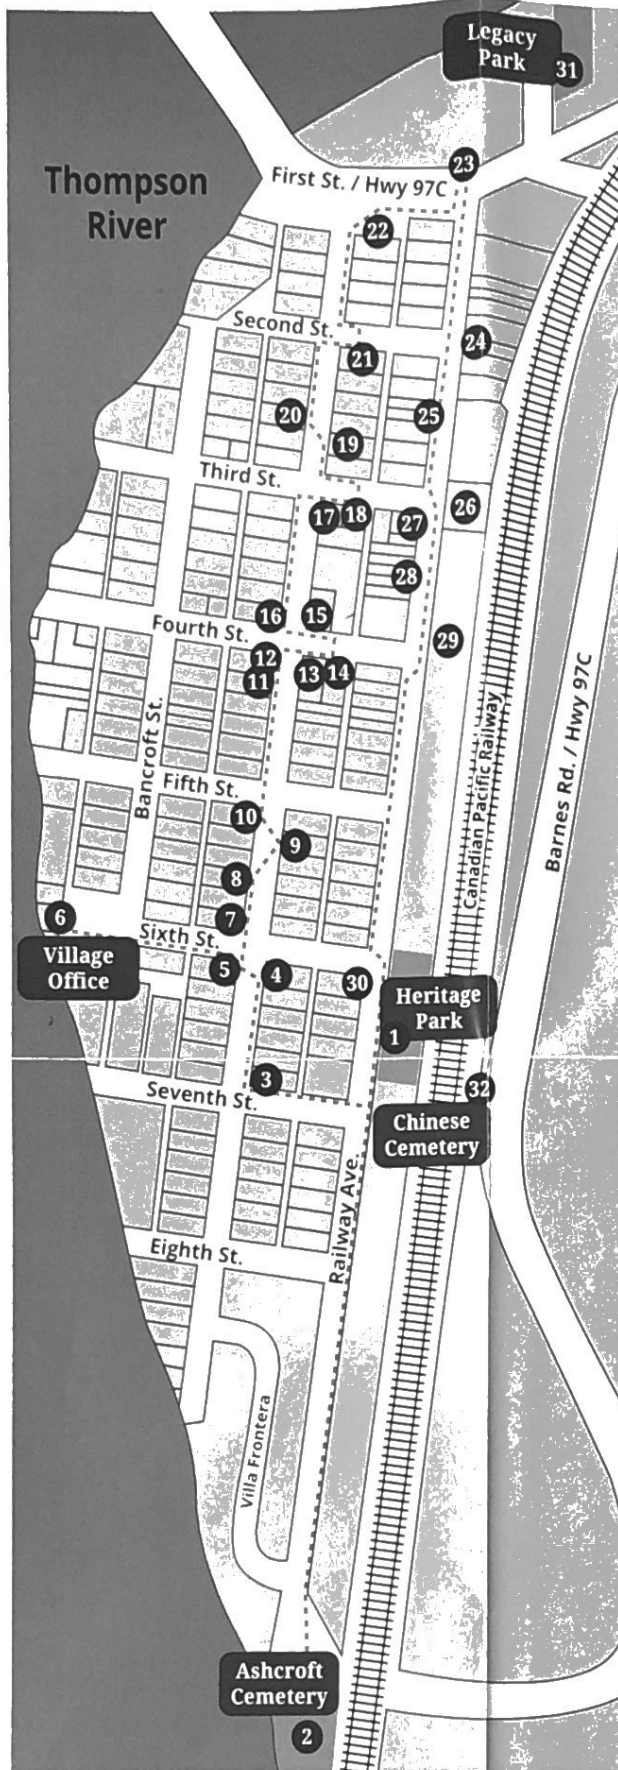 Legacy
Park
31
Thompson
River
First St. / Hwy 97C
23
22
Second St.
21
24
20
25
19
Third St.
17
18
27
26
28
16
15
Fourth St.
29
12
11
13
14
Bancroft St.
Fifth St.
10
9
8
7
Canadian Pacific Railway
Barnes Rd. / Hwy 97C
6
Village
Office
Sixth St.
5
4
30
Heritage
Park
1
3
32
Seventh St.
Chinese
Cemetery
Railway Ave.
Eighth St.
Villa Frontera
Ashcroft
Cemetery
2